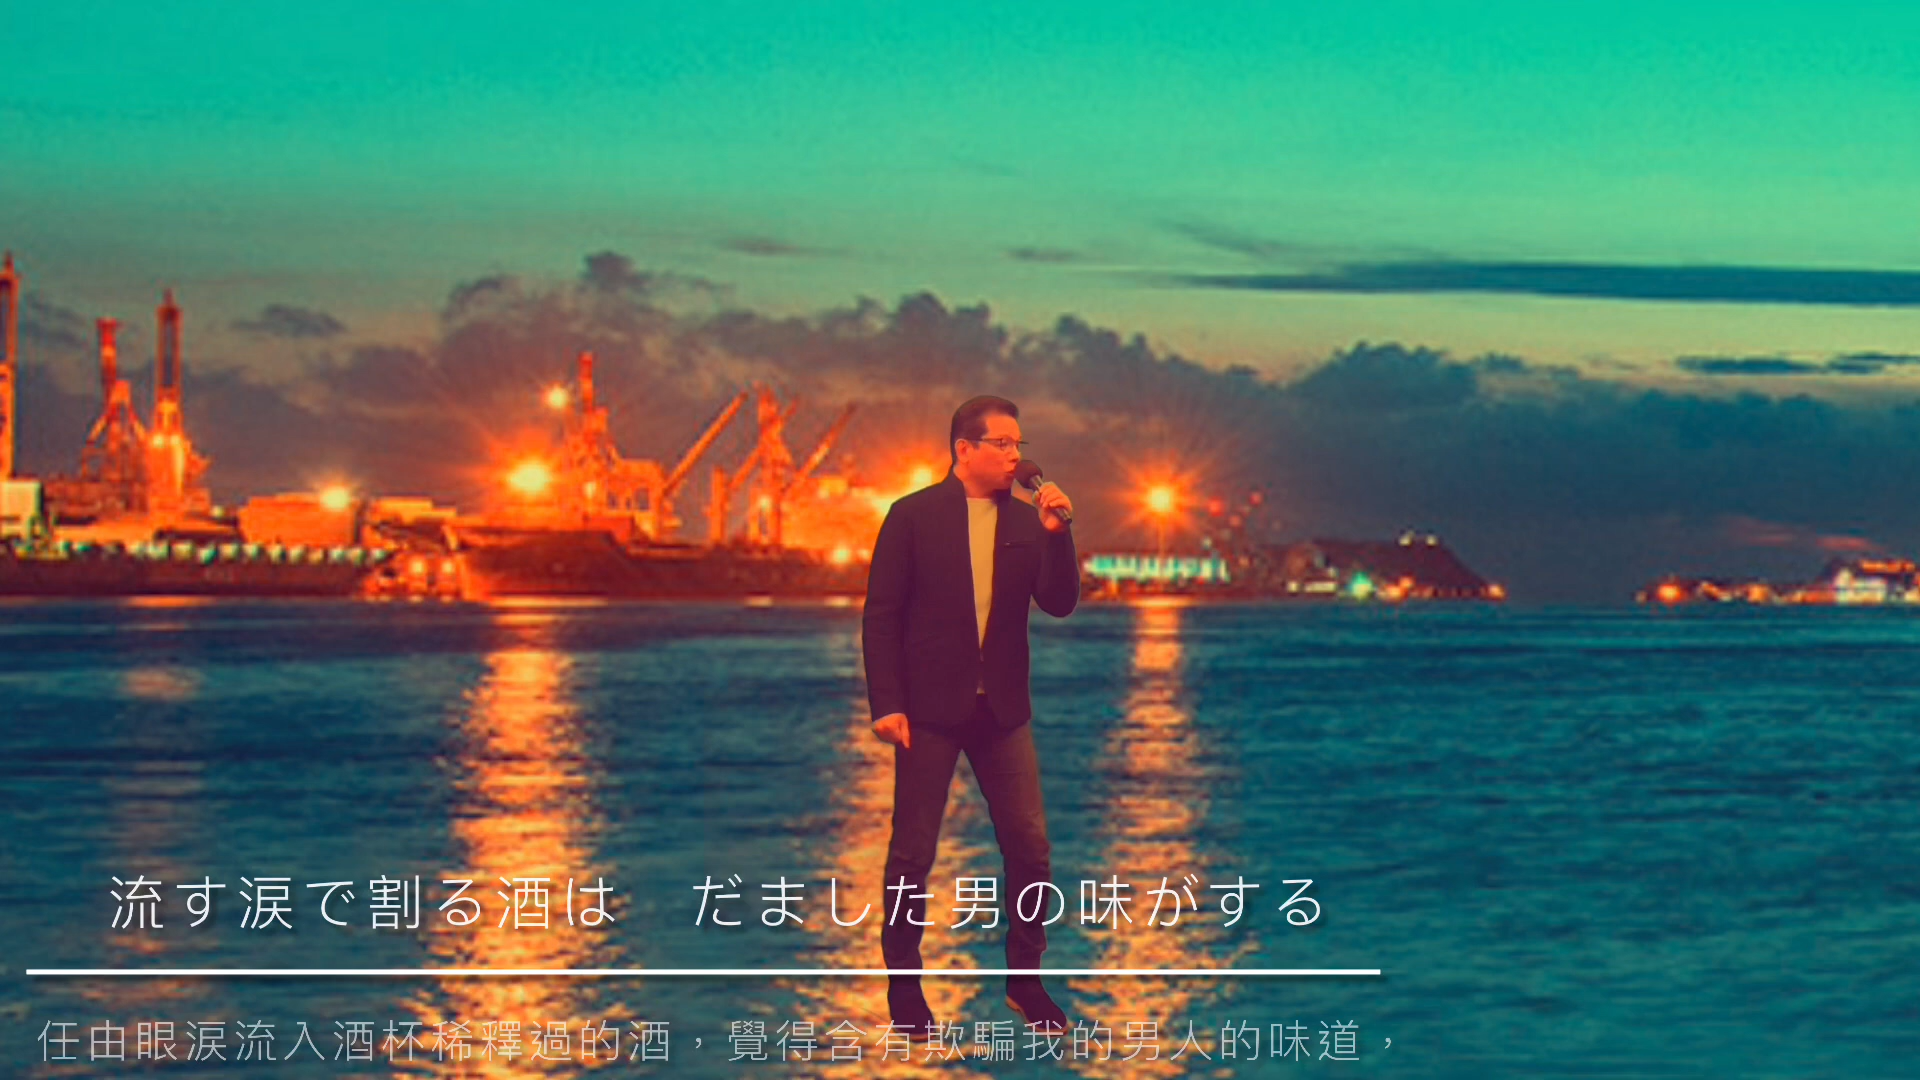 流す涙で割る酒は　だました男の味がする
任由眼淚流入酒杯稀釋過的酒，覺得含有欺騙我的男人的味道，